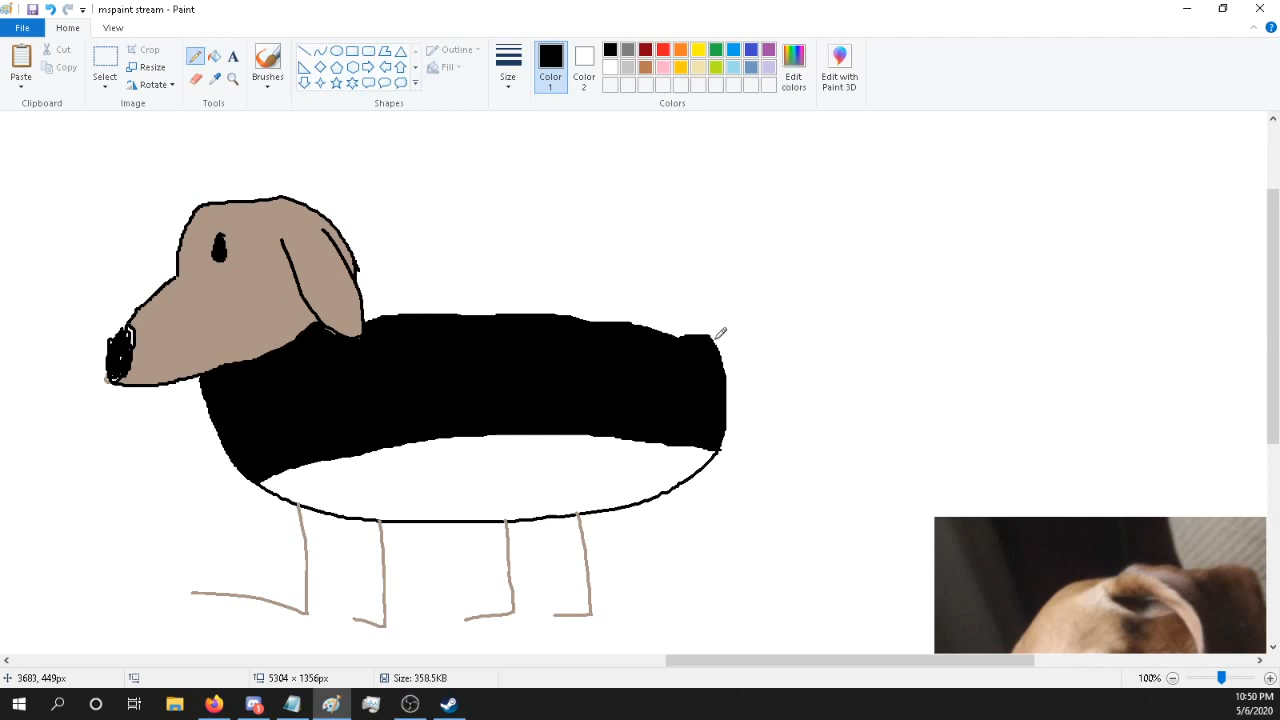 mspaint stream - Paint
File Home View
Cut
Copy
Paste
Clipboard
Crop
Resize
Rotate
Select
Image
Tools
Brushes
Outline
Fill
Shapes
Size
Color 1
Color 2
Colors
Edit colors
Edit with Paint 3D
3603, 449px
5304 × 1356px
Size: 358.5KB
100%
10:50 PM
5/6/2020